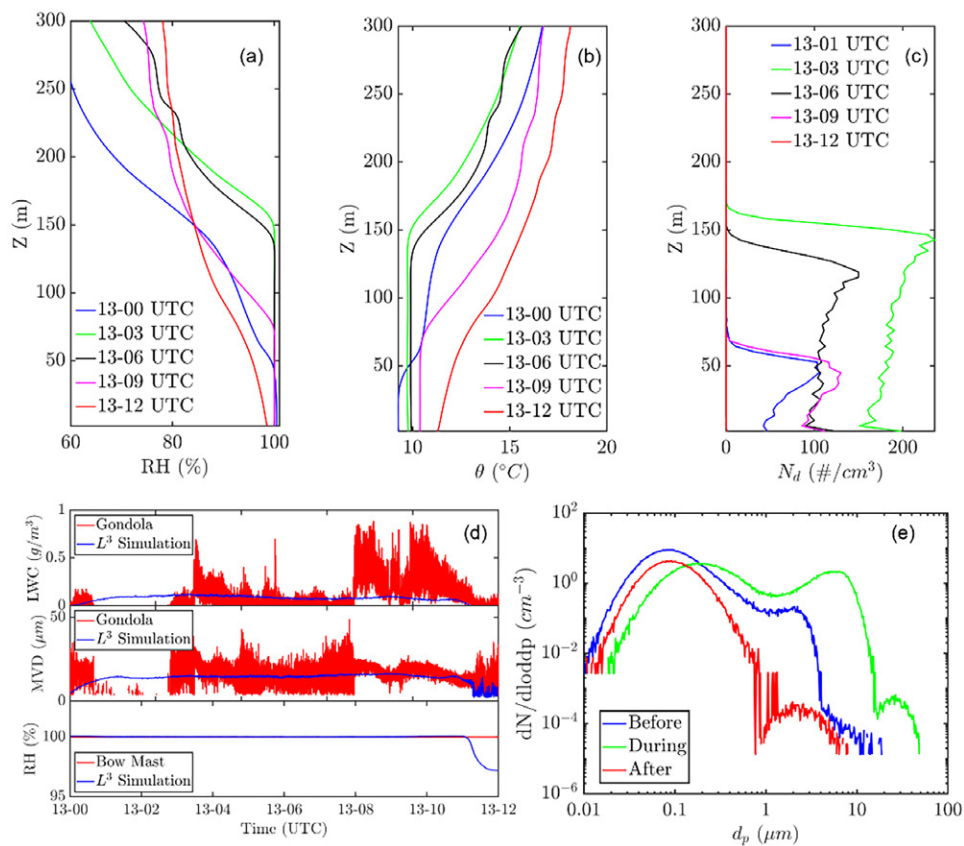 300
250
200
150
100
50
Z (m)
(a)
13-00 UTC
13-03 UTC
13-06 UTC
13-09 UTC
13-12 UTC
60 80 100
RH (%)
300
250
200
150
100
50
Z (m)
(b)
13-00 UTC
13-03 UTC
13-06 UTC
13-09 UTC
13-12 UTC
10 15 20
θ (°C)
300
250
200
150
100
50
Z (m)
(c)
13-01 UTC
13-03 UTC
13-06 UTC
13-09 UTC
13-12 UTC
0 100 200
N_d (#/cm³)
(d)
1
0.5
0
LWC (g/m³)
Gondola
L³ Simulation
50
0
MVD (μm)
Gondola
L³ Simulation
100
95
RH (%)
Bow Mast
L³ Simulation
13-00 13-02 13-04 13-06 13-08 13-10 13-12
Time (UTC)
(e)
10²
10⁰
10⁻²
10⁻⁴
10⁻⁶
dN/dloddp (cm⁻³)
Before
During
After
0.01 0.1 1 10 100
d_p (μm)